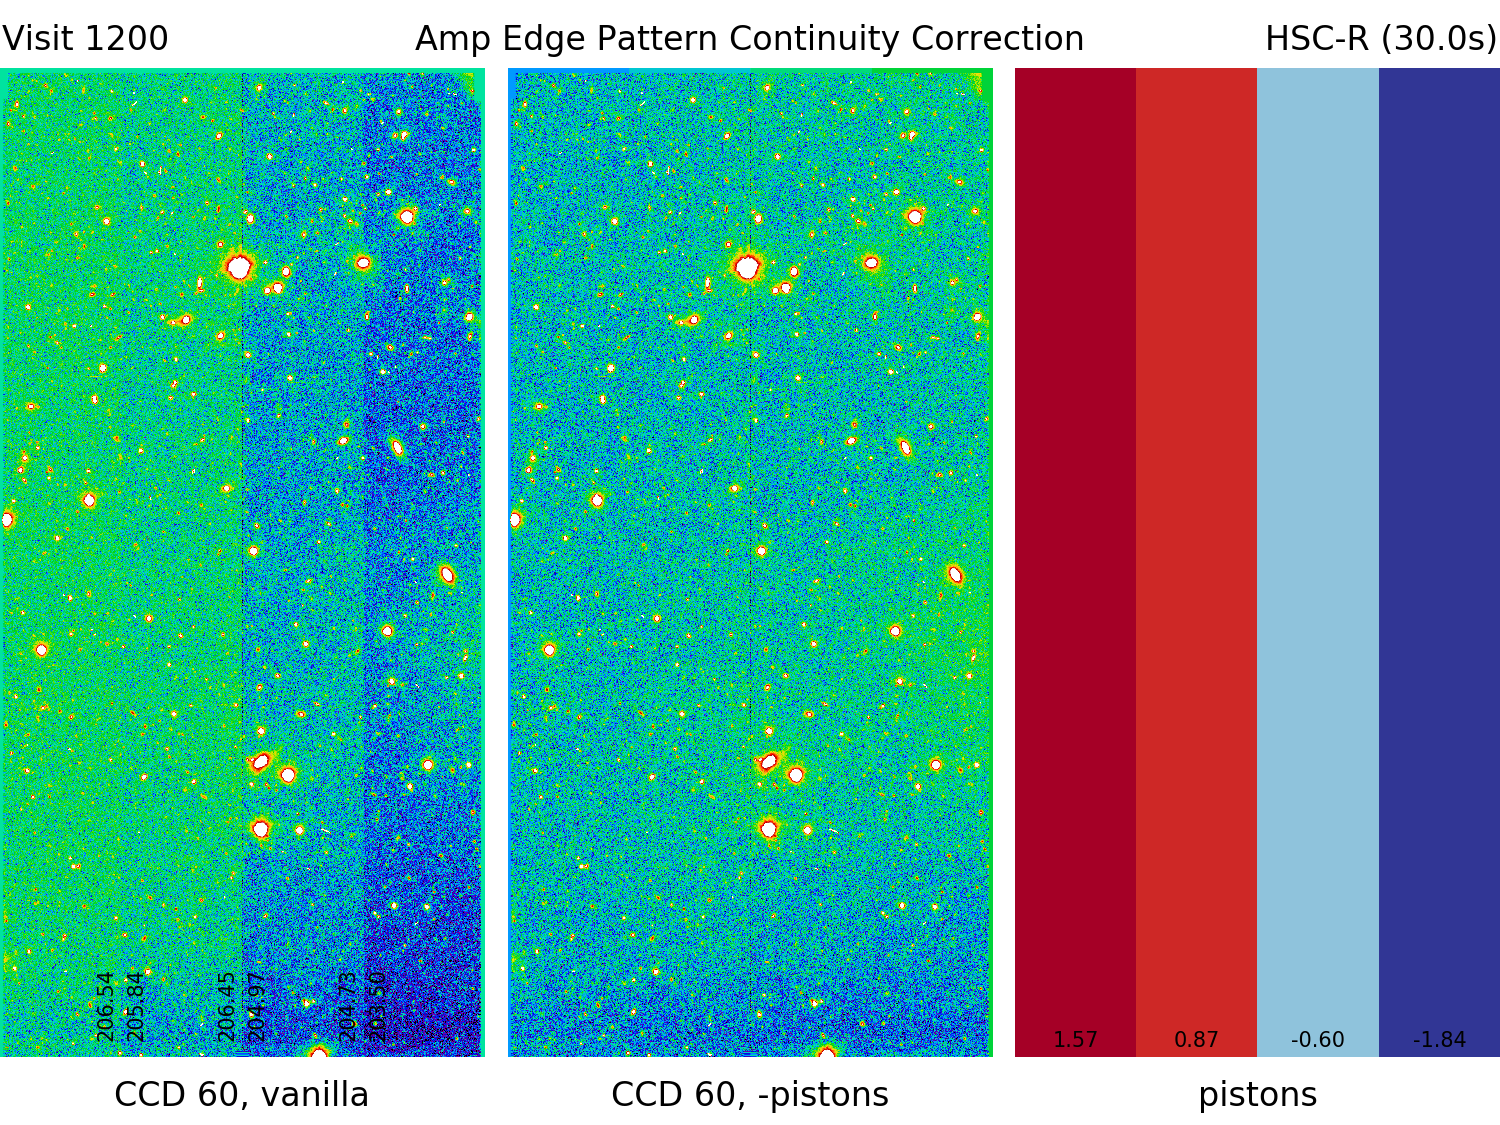 Visit 1200
Amp Edge Pattern Continuity Correction
HSC-R (30.0s)
206.54
205.84
206.45
204.97
204.73
203.50
1.57
0.87
-0.60
-1.84
CCD 60, vanilla
CCD 60, -pistons
pistons